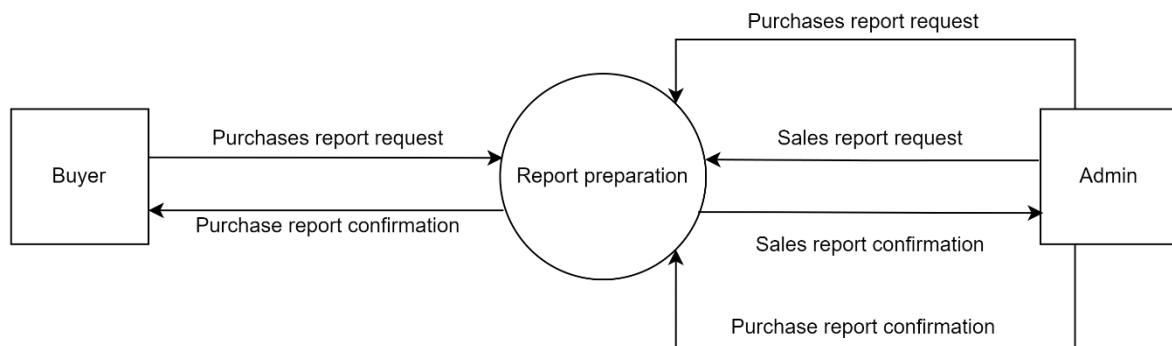 Purchases report request
Purchases report request
Sales report request
Buyer
Report preparation
Admin
Purchase report confirmation
Sales report confirmation
Purchase report confirmation